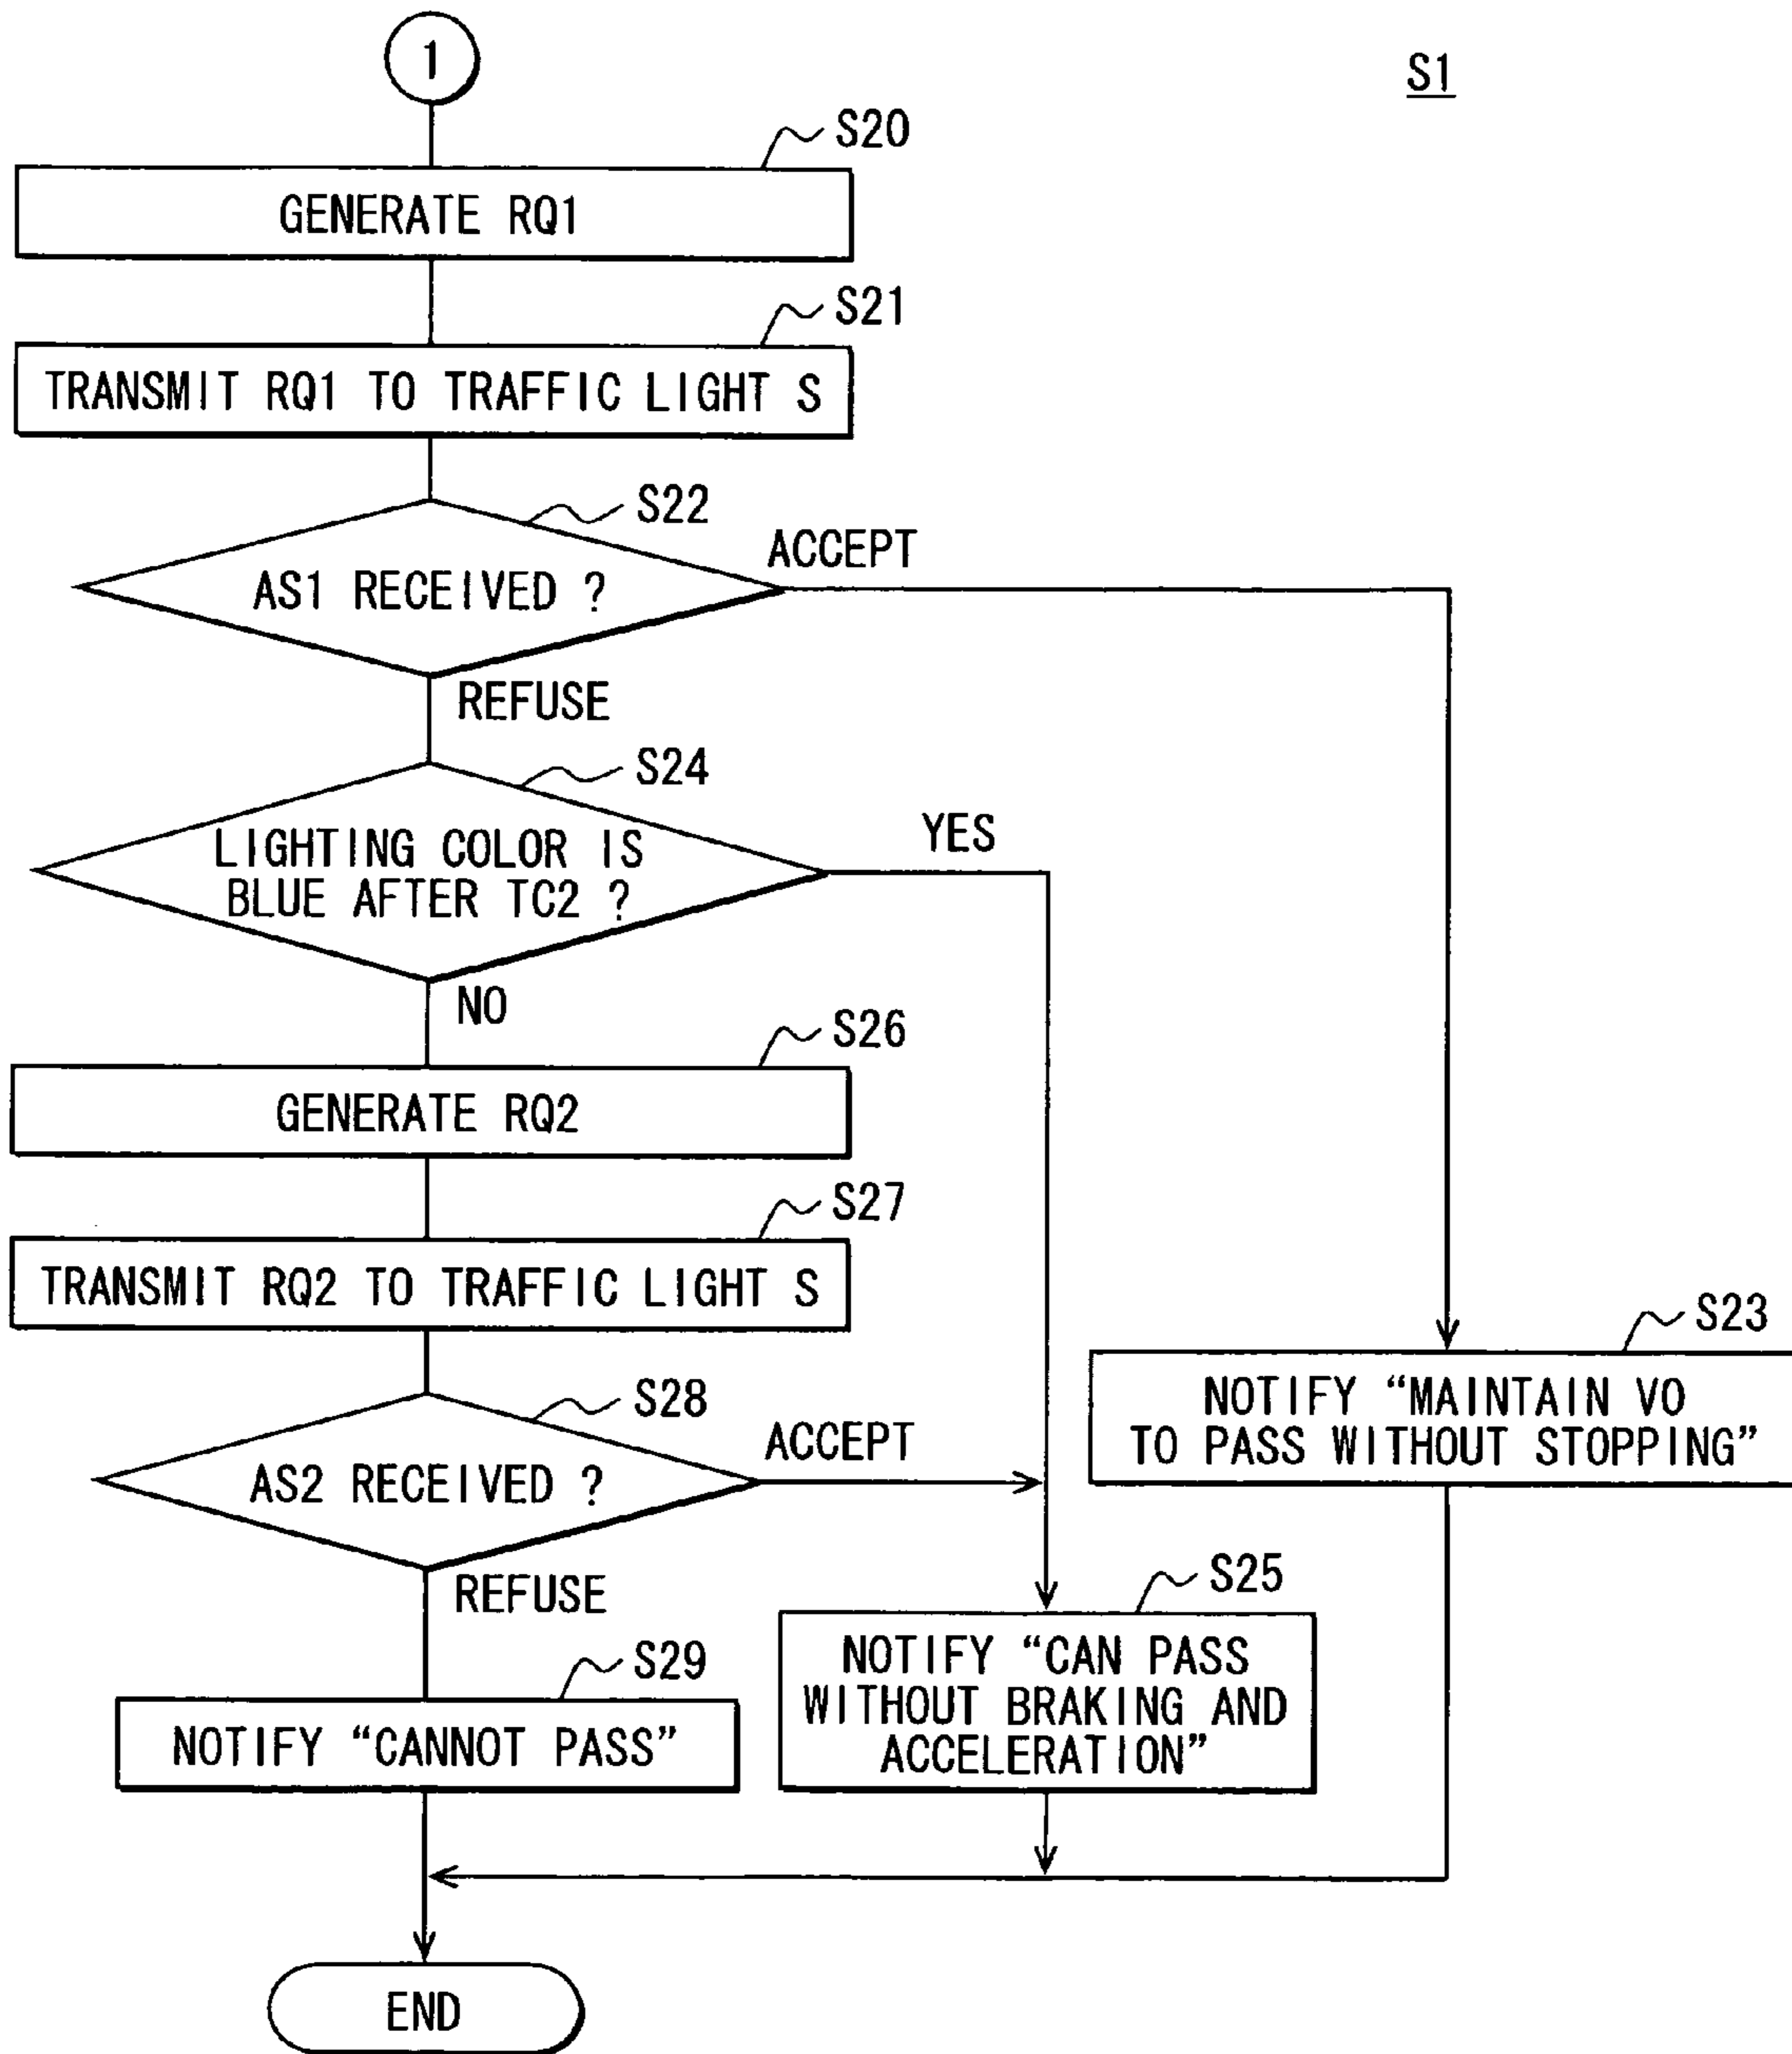 1
S1
S20
GENERATE RQ1
S21
TRANSMIT RQ1 TO TRAFFIC LIGHT S
S22
AS1 RECEIVED ?
ACCEPT
REFUSE
S24
LIGHTING COLOR IS
BLUE AFTER TC2 ?
YES
NO
S26
GENERATE RQ2
S27
TRANSMIT RQ2 TO TRAFFIC LIGHT S
S23
NOTIFY “MAINTAIN VO
TO PASS WITHOUT STOPPING”
S28
AS2 RECEIVED ?
ACCEPT
REFUSE
S25
NOTIFY “CAN PASS
WITHOUT BRAKING AND
ACCELERATION”
S29
NOTIFY “CANNOT PASS”
END